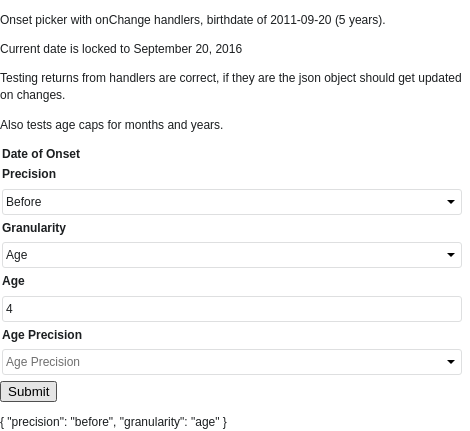 Onset picker with onChange handlers, birthdate of 2011-09-20 (5 years).
Current date is locked to September 20, 2016
Testing returns from handlers are correct, if they are the json object should get updated
on changes.
Also tests age caps for months and years.
Date of Onset
Precision
Before
Granularity
Age
Age
4
Age Precision
Age Precision
Submit
{ "precision": "before", "granularity": "age" }